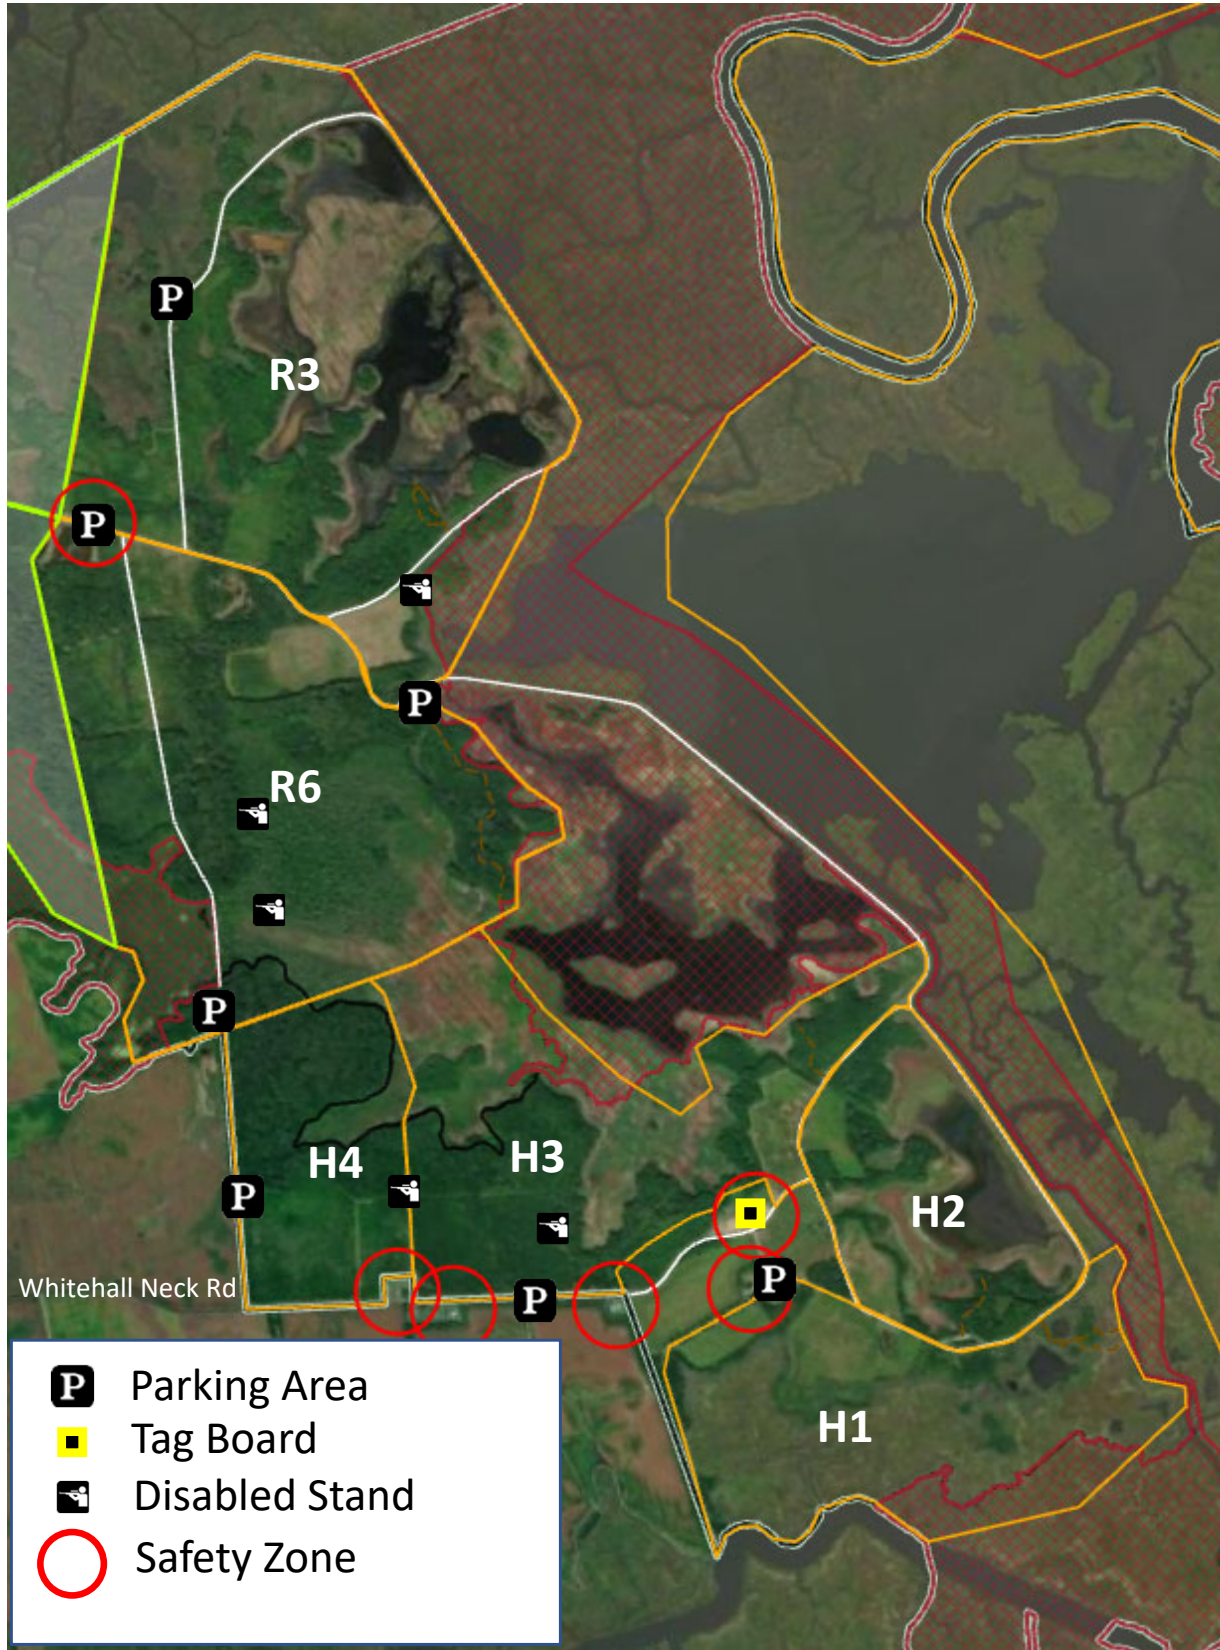 P
R3
P
P
R6
P
H4
H3
P
H2
Whitehall Neck Rd
P
P
H1
P Parking Area
Tag Board
Disabled Stand
Safety Zone